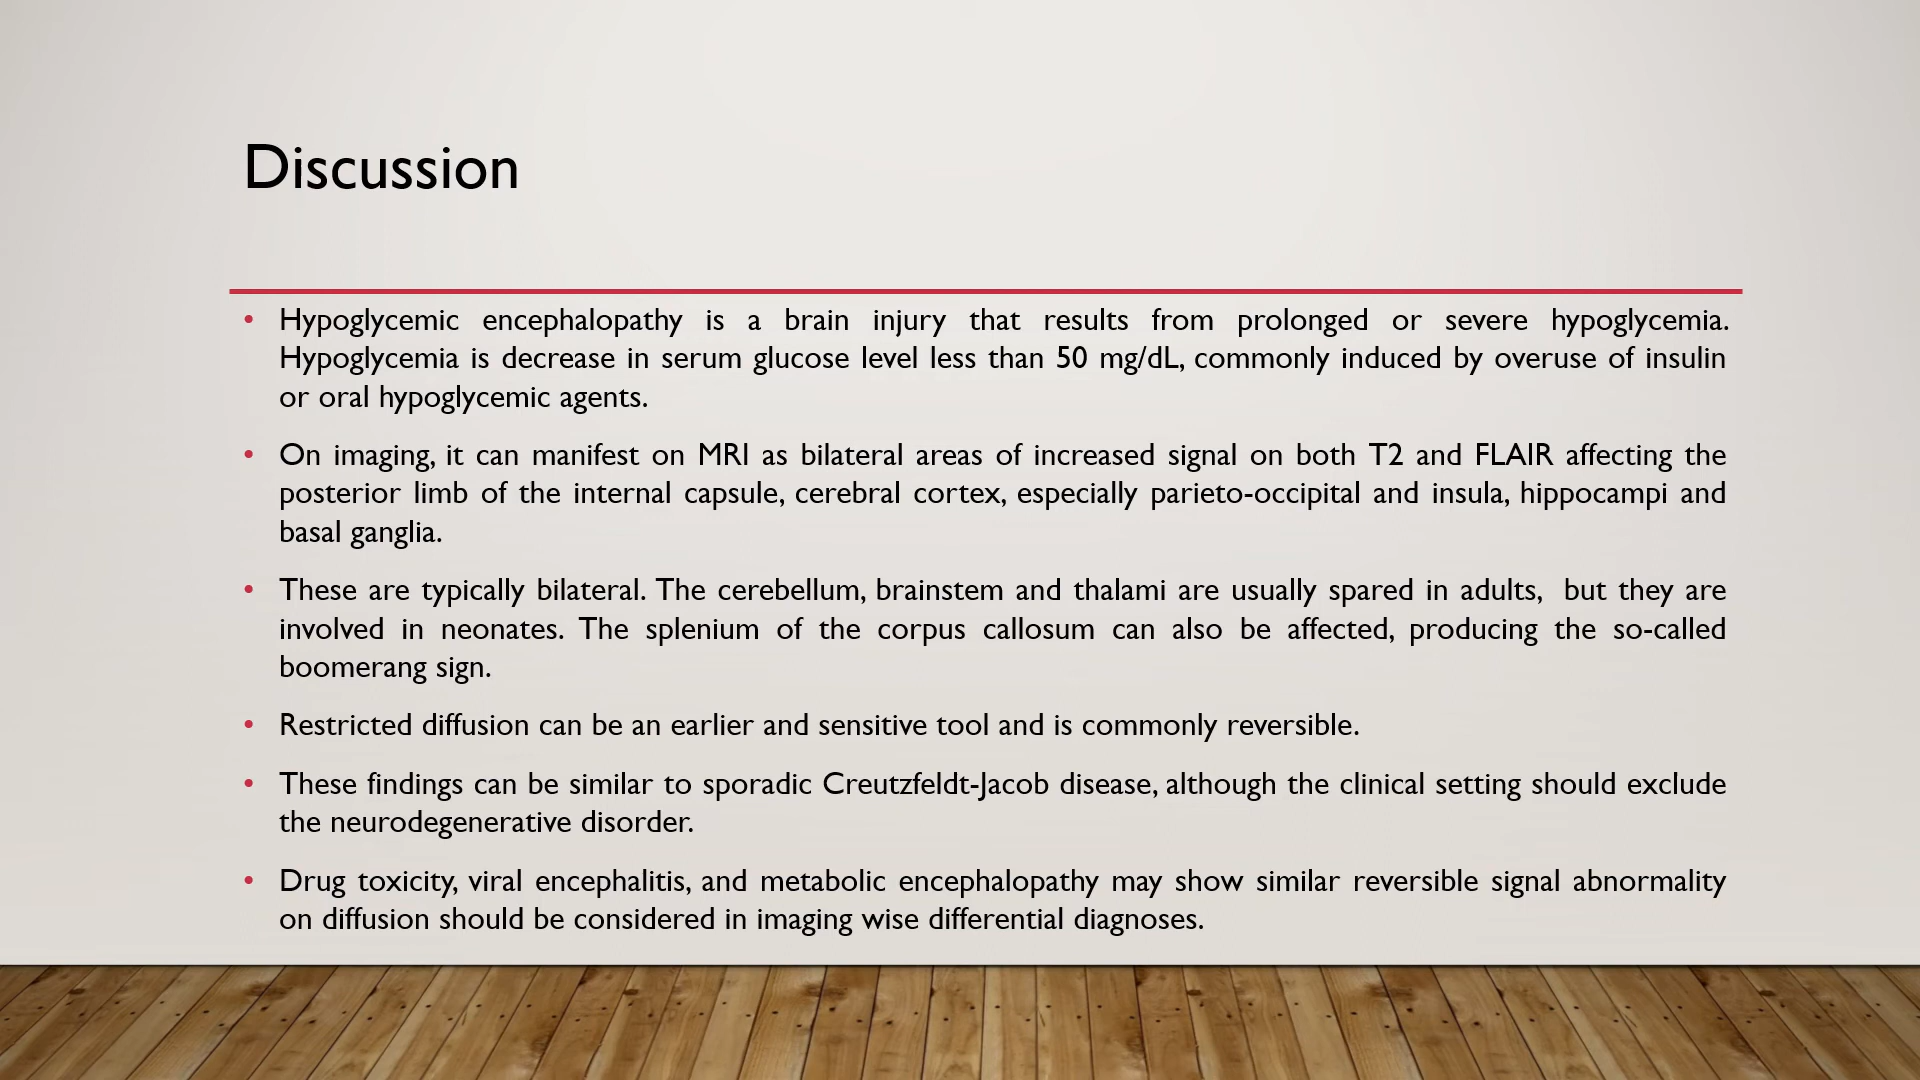 Discussion
• Hypoglycemic encephalopathy is a brain injury that results from prolonged or severe hypoglycemia.
Hypoglycemia is decrease in serum glucose level less than 50 mg/dL, commonly induced by overuse of insulin
or oral hypoglycemic agents.
• On imaging, it can manifest on MRI as bilateral areas of increased signal on both T2 and FLAIR affecting the
posterior limb of the internal capsule, cerebral cortex, especially parieto-occipital and insula, hippocampi and
basal ganglia.
• These are typically bilateral. The cerebellum, brainstem and thalami are usually spared in adults, but they are
involved in neonates. The splenium of the corpus callosum can also be affected, producing the so-called
boomerang sign.
• Restricted diffusion can be an earlier and sensitive tool and is commonly reversible.
• These findings can be similar to sporadic Creutzfeldt-Jacob disease, although the clinical setting should exclude
the neurodegenerative disorder.
• Drug toxicity, viral encephalitis, and metabolic encephalopathy may show similar reversible signal abnormality
on diffusion should be considered in imaging wise differential diagnoses.